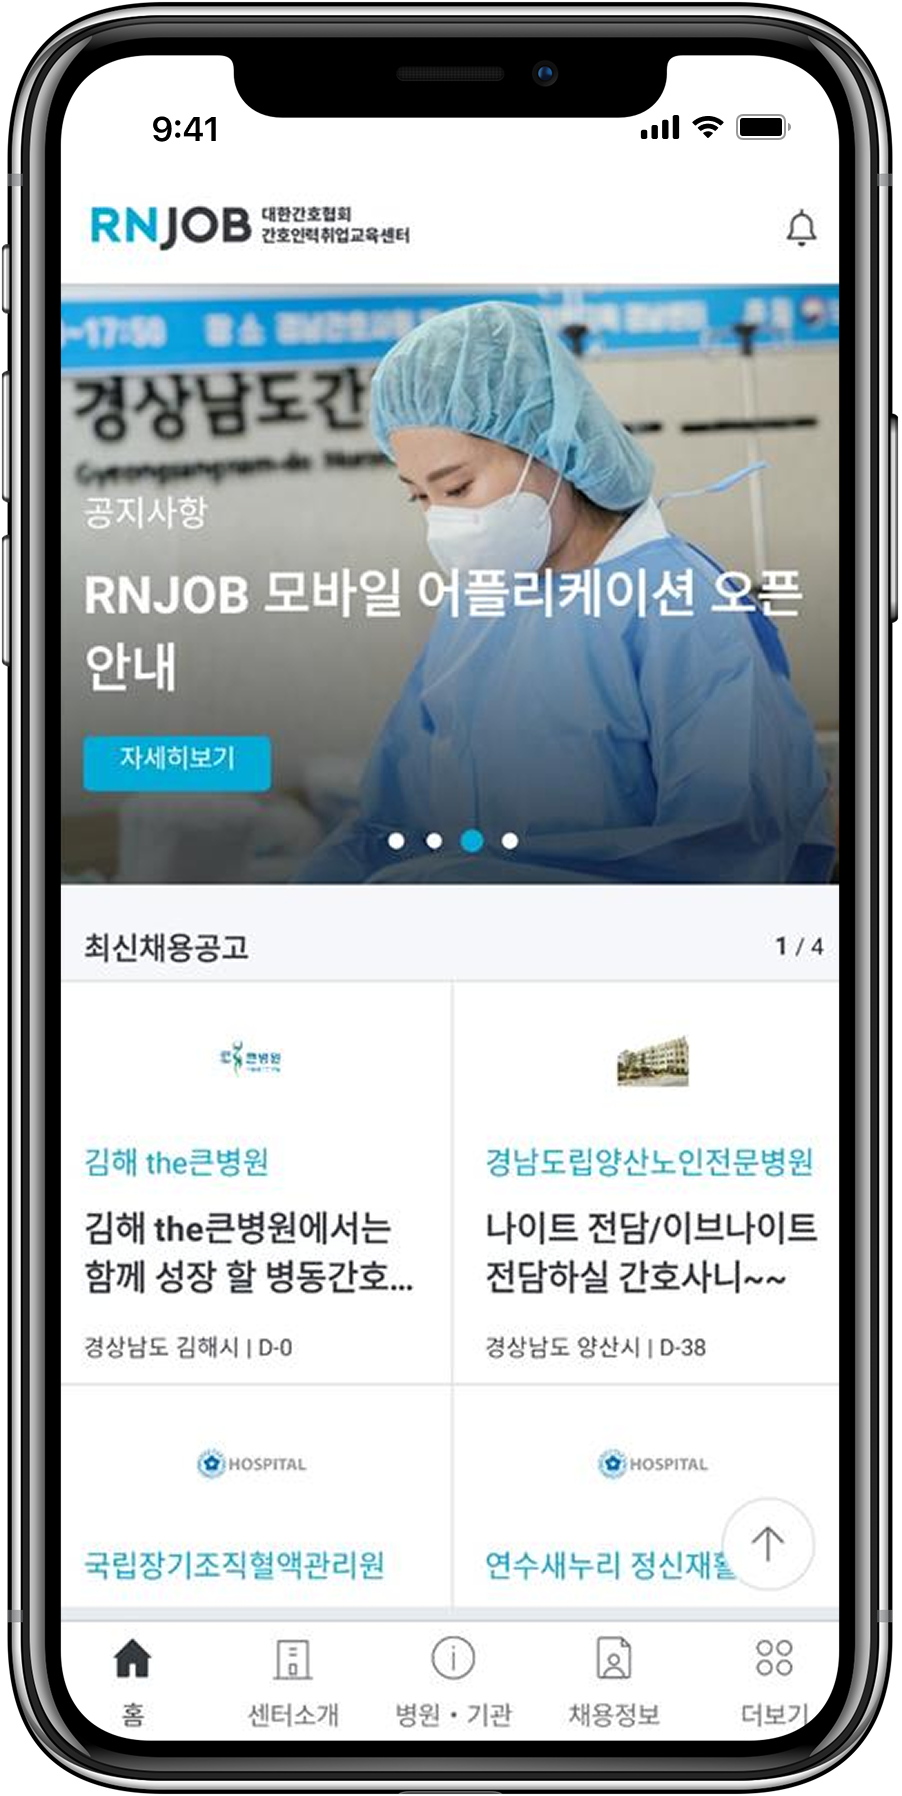 9:41
RNJOB 대한간호협회
간호인력취업교육센터
~17:50 장 소
경상남도간
공지사항
RNJOB 모바일 어플리케이션 오픈
안내
자세히보기
최신채용공고 1 / 4
큰병원
김해 the큰병원
김해 the큰병원에서는
함께 성장 할 병동간호...
경상남도 김해시 | D-0
경남도립양산노인전문병원
나이트 전담/이브나이트
전담하실 간호사니~~
경상남도 양산시 | D-38
HOSPITAL
국립장기조직혈액관리원
HOSPITAL
연수새누리 정신재활
홈 센터소개 병원・기관 채용정보 더보기